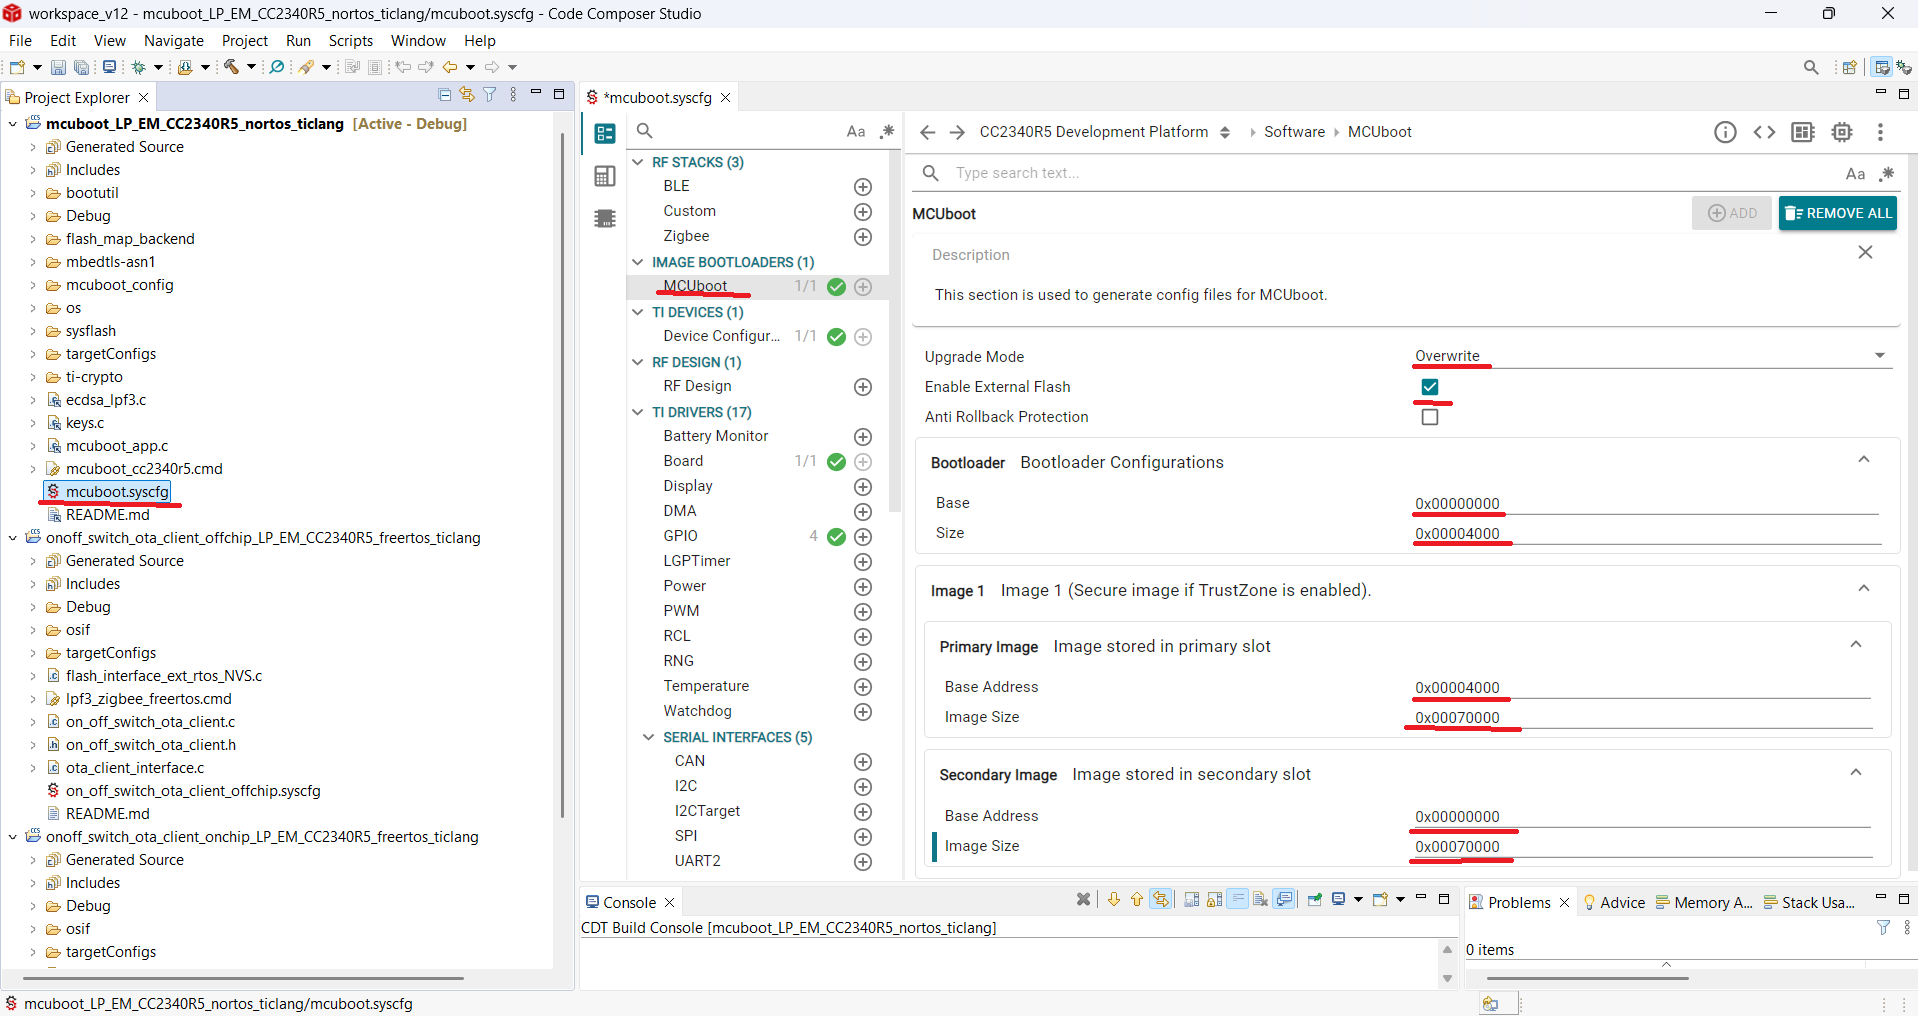 workspace_v12 - mcuboot_LP_EM_CC2340R5_nortos_ticlang/mcuboot.syscfg - Code Composer Studio
File Edit View Navigate Project Run Scripts Window Help
Project Explorer
mcuboot_LP_EM_CC2340R5_nortos_ticlang [Active - Debug]
Generated Source
Includes
bootutil
Debug
flash_map_backend
mbedtls-asn1
mcuboot_config
os
sysflash
targetConfigs
ti-crypto
ecdsa_lpf3.c
keys.c
mcuboot_app.c
mcuboot_cc2340r5.cmd
mcuboot.syscfg
README.md
onoff_switch_ota_client_offchip_LP_EM_CC2340R5_freertos_ticlang
Generated Source
Includes
Debug
osif
targetConfigs
flash_interface_ext_rtos_NVS.c
lpf3_zigbee_freertos.cmd
on_off_switch_ota_client.c
on_off_switch_ota_client.h
ota_client_interface.c
on_off_switch_ota_client_offchip.syscfg
README.md
onoff_switch_ota_client_onchip_LP_EM_CC2340R5_freertos_ticlang
Generated Source
Includes
Debug
osif
targetConfigs
*mcuboot.syscfg
Aa .*
RF STACKS (3)
BLE
Custom
Zigbee
IMAGE BOOTLOADERS (1)
MCUboot 1/1
TI DEVICES (1)
Device Configur... 1/1
RF DESIGN (1)
RF Design
TI DRIVERS (17)
Battery Monitor
Board 1/1
Display
DMA
GPIO 4
LGPTimer
Power
PWM
RCL
RNG
Temperature
Watchdog
SERIAL INTERFACES (5)
CAN
I2C
I2CTarget
SPI
UART2
CC2340R5 Development Platform Software MCUboot
Type search text... Aa .*
MCUboot ADD REMOVE ALL
Description
This section is used to generate config files for MCUboot.
Upgrade Mode Overwrite
Enable External Flash
Anti Rollback Protection
Bootloader Bootloader Configurations
Base 0x00000000
Size 0x00004000
Image 1 Image 1 (Secure image if TrustZone is enabled).
Primary Image Image stored in primary slot
Base Address 0x00004000
Image Size 0x00070000
Secondary Image Image stored in secondary slot
Base Address 0x00000000
Image Size 0x00070000
Console
CDT Build Console [mcuboot_LP_EM_CC2340R5_nortos_ticlang]
Problems Advice Memory A... Stack Usa...
0 items
mcuboot_LP_EM_CC2340R5_nortos_ticlang/mcuboot.syscfg